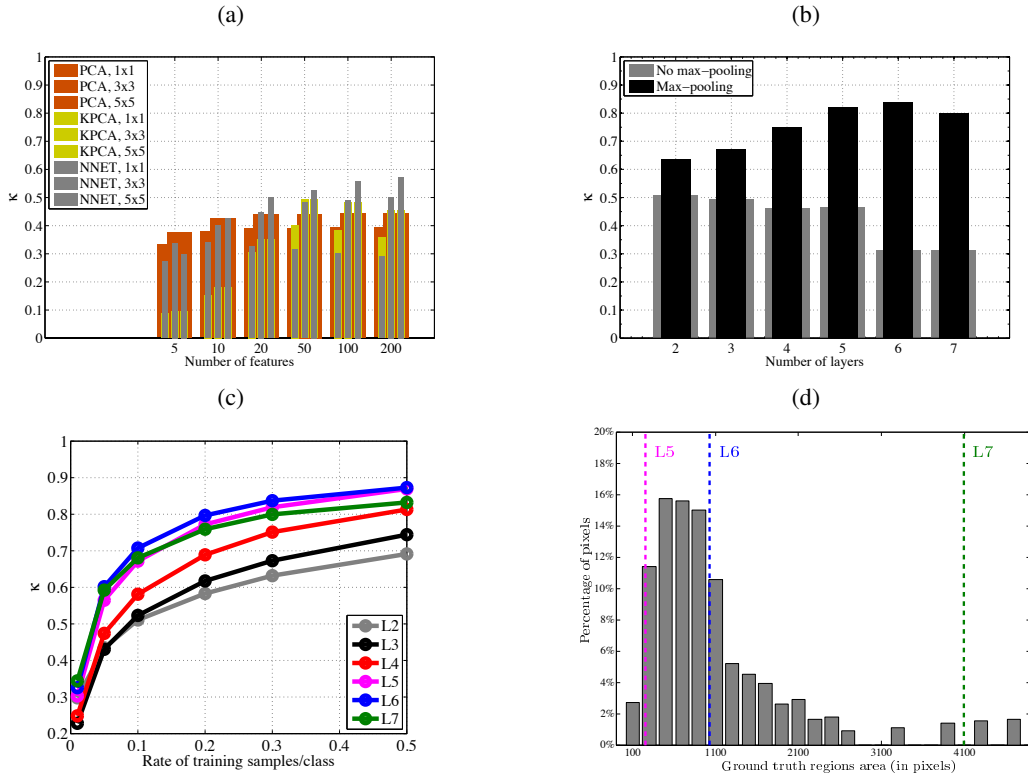 (a)
κ
1
0.9
0.8
0.7
0.6
0.5
0.4
0.3
0.2
0.1
0
PCA, 1x1
PCA, 3x3
PCA, 5x5
KPCA, 1x1
KPCA, 3x3
KPCA, 5x5
NNET, 1x1
NNET, 3x3
NNET, 5x5
5 10 20 50 100 200
Number of features
(b)
κ
1
0.9
0.8
0.7
0.6
0.5
0.4
0.3
0.2
0.1
0
No max-pooling
Max-pooling
2 3 4 5 6 7
Number of layers
(c)
κ
1
0.9
0.8
0.7
0.6
0.5
0.4
0.3
0.2
L2
L3
L4
L5
L6
L7
0 0.1 0.2 0.3 0.4 0.5
Rate of training samples/class
(d)
Percentage of pixels
20%
18%
16%
14%
12%
10%
8%
6%
4%
2%
0%
L5 L6 L7
100 1100 2100 3100 4100
Ground truth regions area (in pixels)